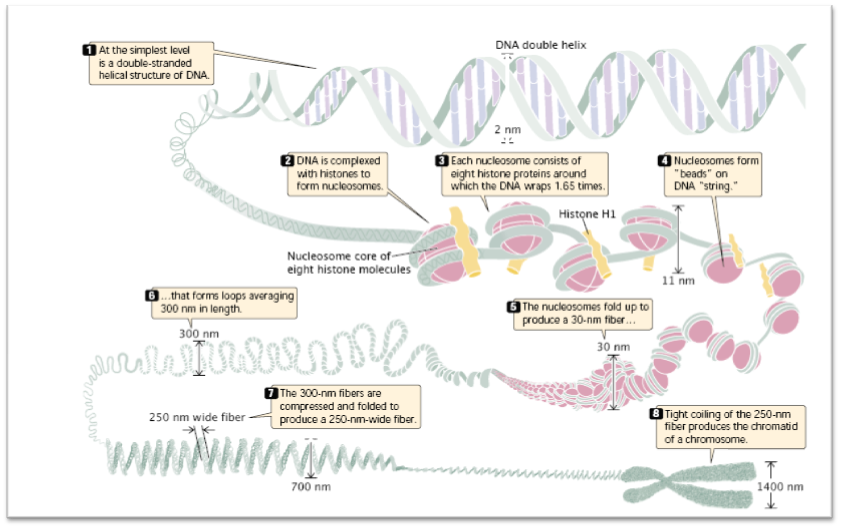 1 At the simplest level
is a double-stranded
helical structure of DNA.
DNA double helix
2 nm
2 DNA is complexed
with histones to
form nucleosomes.
3 Each nucleosome consists of
eight histone proteins around
which the DNA wraps 1.65 times.
4 Nucleosomes form
"beads" on
DNA "string."
Histone H1
Nucleosome core of
eight histone molecules
11 nm
5 The nucleosomes fold up to
produce a 30-nm fiber...
30 nm
6 ...that forms loops averaging
300 nm in length.
300 nm
7 The 300-nm fibers are
compressed and folded to
produce a 250-nm-wide fiber.
250 nm wide fiber
700 nm
8 Tight coiling of the 250-nm
fiber produces the chromatid
of a chromosome.
1400 nm